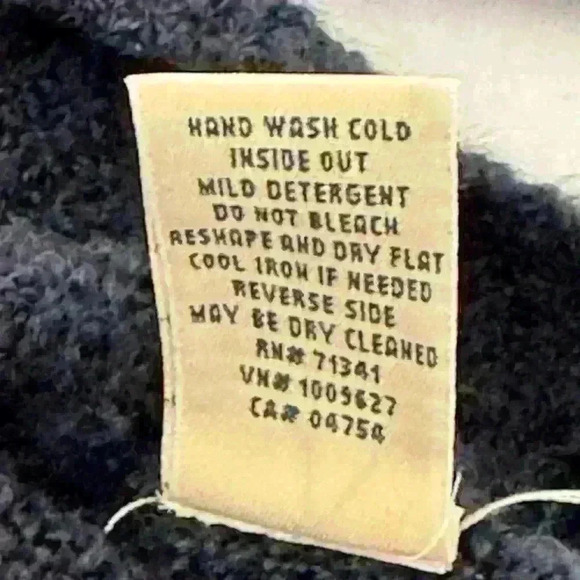 HAND WASH COLD
INSIDE OUT
MILD DETERGENT
DO NOT BLEACH
RESHAPE AND DRY FLAT
COOL IRON IF NEEDED
REVERSE SIDE
MAY BE DRY CLEANED
RN# 71341
VN# 1009627
CA# 04754